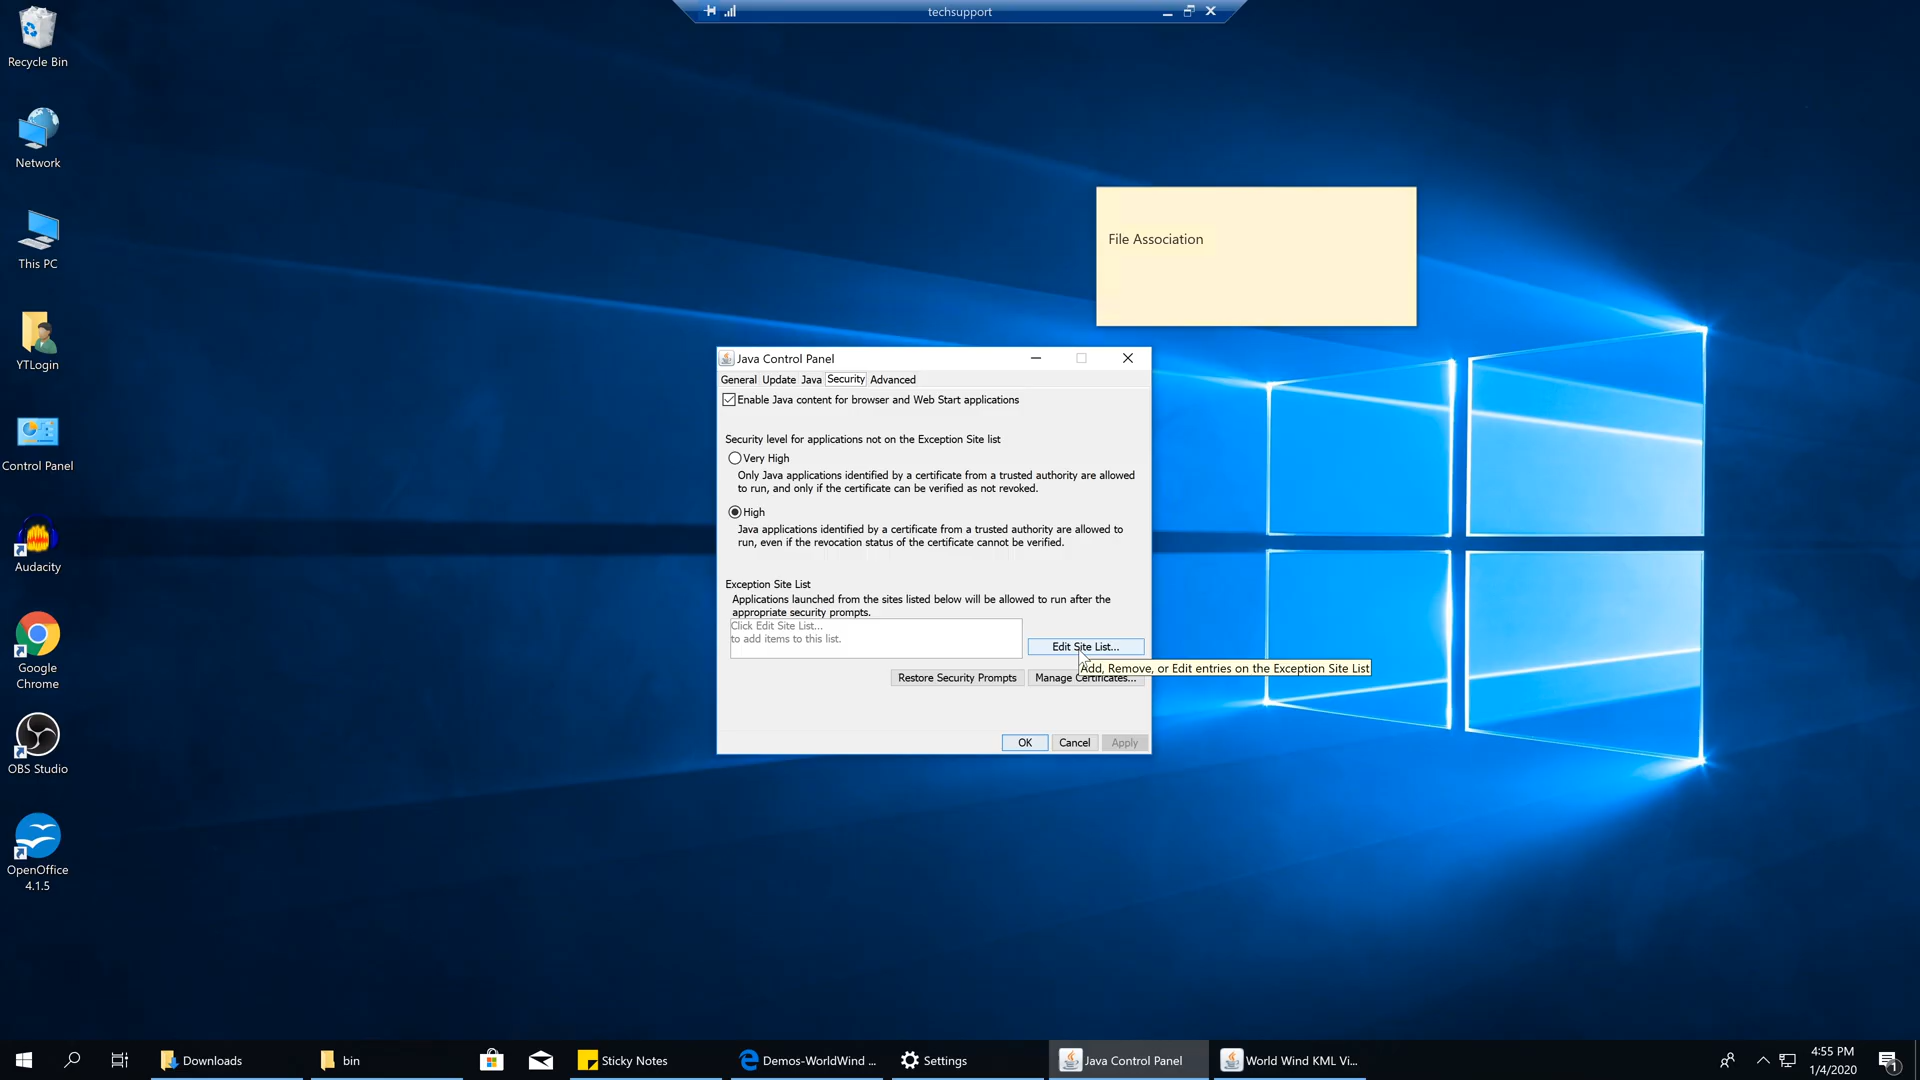 techsupport
Recycle Bin
Network
This PC
YTLogin
Control Panel
Audacity
Google
Chrome
OBS Studio
OpenOffice
4.1.5
File Association
Java Control Panel
General Update Java Security Advanced
Enable Java content for browser and Web Start applications
Security level for applications not on the Exception Site list
Very High
Only Java applications identified by a certificate from a trusted authority are allowed
to run, and only if the certificate can be verified as not revoked.
High
Java applications identified by a certificate from a trusted authority are allowed to
run, even if the revocation status of the certificate cannot be verified.
Exception Site List
Applications launched from the sites listed below will be allowed to run after the
appropriate security prompts.
Click Edit Site List...
to add items to this list.
Edit Site List...
Add, Remove, or Edit entries on the Exception Site List
Restore Security Prompts Manage Certificates...
OK Cancel Apply
Downloads bin Sticky Notes Demos-WorldWind ... Settings Java Control Panel World Wind KML Vi...
4:55 PM
1/4/2020
1